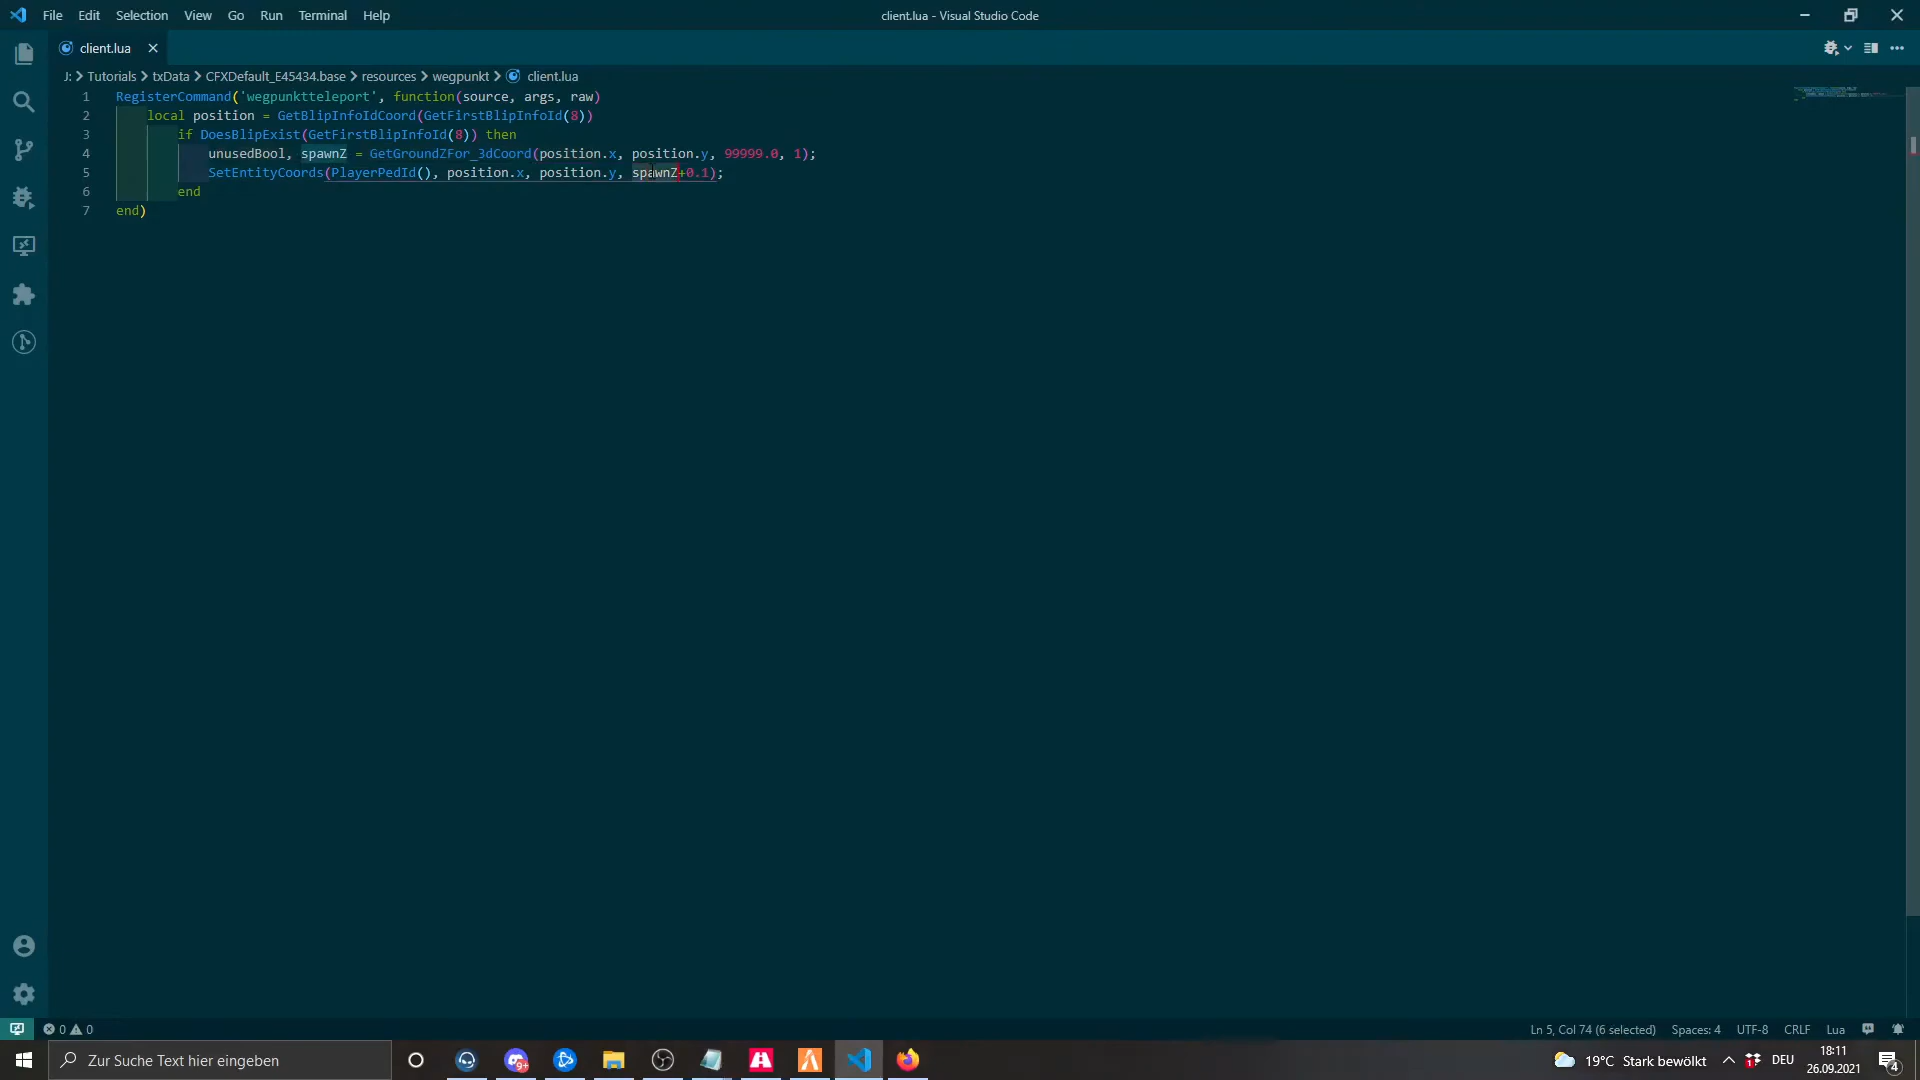 File Edit Selection View Go Run Terminal Help
client.lua - Visual Studio Code
client.lua
J: > Tutorials > txData > CFXDefault_E45434.base > resources > wegpunkt > client.lua
1 RegisterCommand('wegpunktteleport', function(source, args, raw)
2 local position = GetBlipInfoIdCoord(GetFirstBlipInfoId(8))
3 if DoesBlipExist(GetFirstBlipInfoId(8)) then
4 unusedBool, spawnZ = GetGroundZFor_3dCoord(position.x, position.y, 99999.0, 1);
5 SetEntityCoords(PlayerPedId(), position.x, position.y, spawnZ+0.1);
6 end
7 end)
0 0
Ln 5, Col 74 (6 selected) Spaces: 4 UTF-8 CRLF Lua
Zur Suche Text hier eingeben
9+
19°C Stark bewölkt
1
DEU
18:11
26.09.2021
4